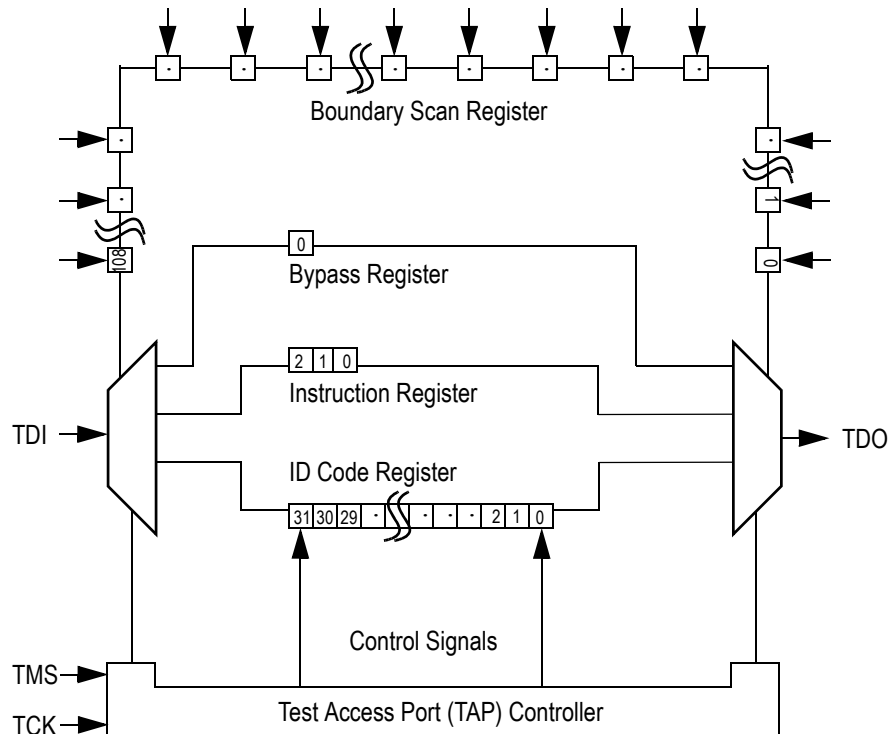 · · · · · · · ·
Boundary Scan Register
· ·
· 1
108 0
0
Bypass Register
2 1 0
Instruction Register
TDI TDO
ID Code Register
31 30 29 · · · · 2 1 0
Control Signals
TMS
Test Access Port (TAP) Controller
TCK